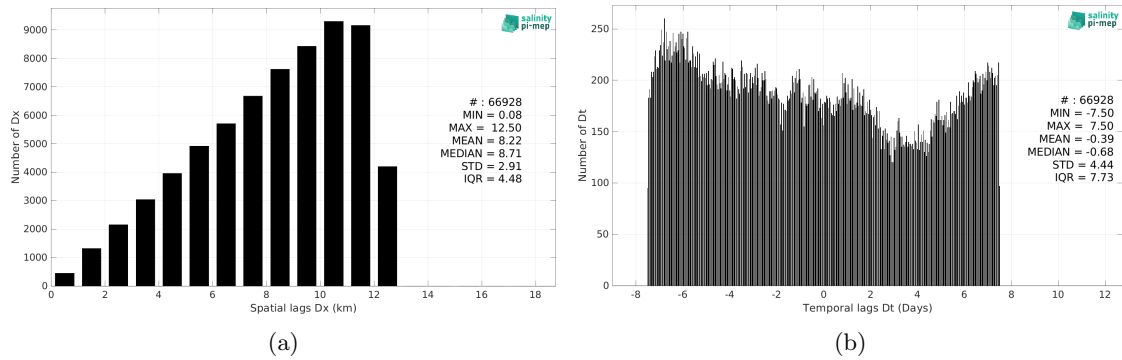 salinity
pi-mep
9000
8000
7000
6000
5000
4000
3000
2000
1000
0
Number of Dx
# : 66928
MIN = 0.08
MAX = 12.50
MEAN = 8.22
MEDIAN = 8.71
STD = 2.91
IQR = 4.48
0 2 4 6 8 10 12 14 16 18
Spatial lags Dx (km)
(a)
salinity
pi-mep
250
200
150
100
50
0
Number of Dt
# : 66928
MIN = -7.50
MAX = 7.50
MEAN = -0.39
MEDIAN = -0.68
STD = 4.44
IQR = 7.73
-8 -6 -4 -2 0 2 4 6 8 10 12
Temporal lags Dt (Days)
(b)